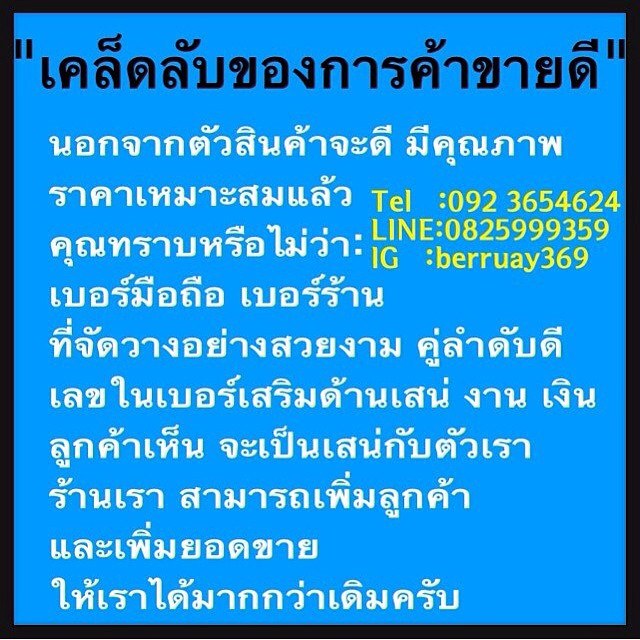 "เคล็ดลับของการค้าขายดี"
นอกจากตัวสินค้าจะดี มีคุณภาพ
ราคาเหมาะสมแล้ว
คุณทราบหรือไม่ว่า:
Tel :092 3654624
LINE:0825999359
IG :berruay369
เบอร์มือถือ เบอร์ร้าน
ที่จัดวางอย่างสวยงาม คู่ลำดับดี
เลขในเบอร์เสริมด้านเสน่ งาน เงิน
ลูกค้าเห็น จะเป็นเสน่กับตัวเรา
ร้านเรา สามารถเพิ่มลูกค้า
และเพิ่มยอดขาย
ให้เราได้มากกว่าเดิมครับ